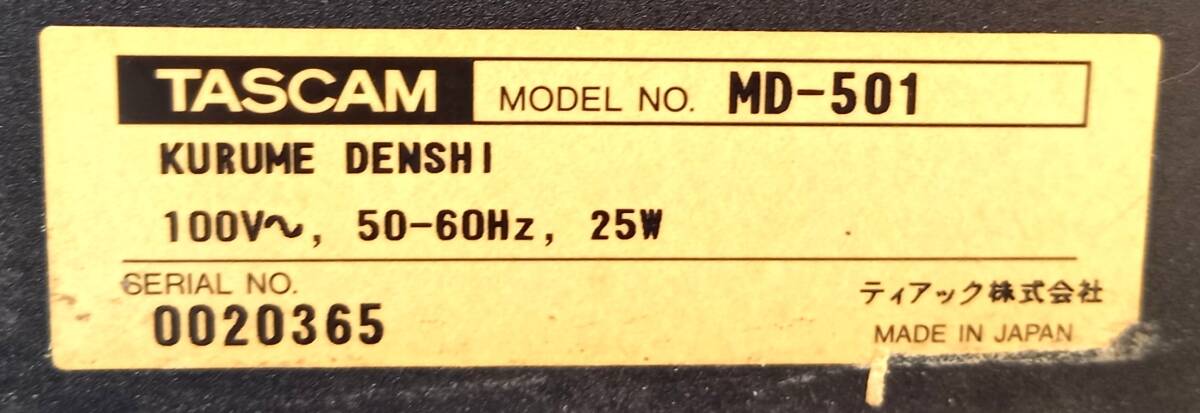 TASCAM MODEL NO. MD-501
KURUME DENSHI
100V～, 50-60Hz, 25W
SERIAL NO.
0020365
ティアック株式会社
MADE IN JAPAN